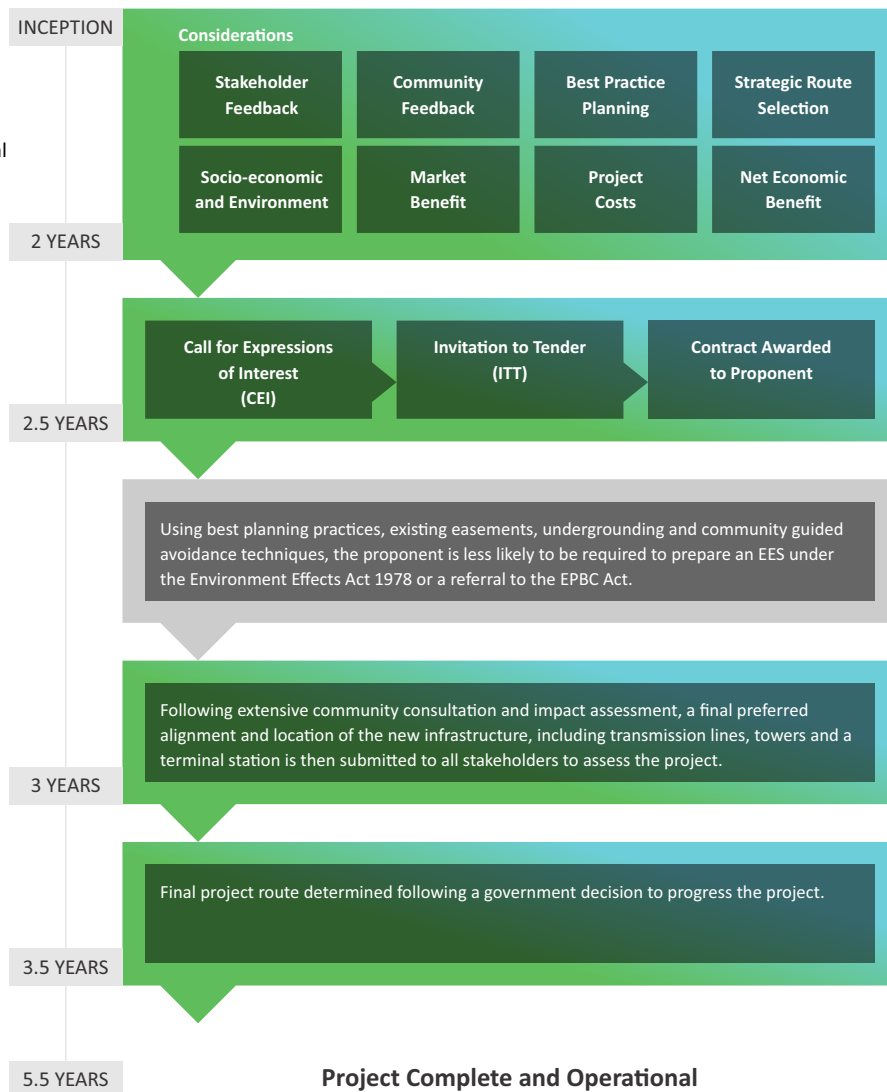 INCEPTION
Considerations
Stakeholder
Feedback
Community
Feedback
Best Practice
Planning
Strategic Route
Selection
Socio-economic
and Environment
Market
Benefit
Project
Costs
Net Economic
Benefit
2 YEARS
Call for Expressions
of Interest
(CEI)
Invitation to Tender
(ITT)
Contract Awarded
to Proponent
2.5 YEARS
Using best planning practices, existing easements, undergrounding and community guided
avoidance techniques, the proponent is less likely to be required to prepare an EES under
the Environment Effects Act 1978 or a referral to the EPBC Act.
Following extensive community consultation and impact assessment, a final preferred
alignment and location of the new infrastructure, including transmission lines, towers and a
terminal station is then submitted to all stakeholders to assess the project.
3 YEARS
Final project route determined following a government decision to progress the project.
3.5 YEARS
5.5 YEARS
Project Complete and Operational